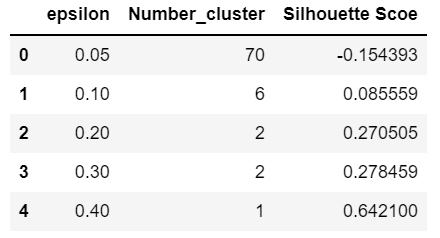 epsilon Number_cluster Silhouette Scoe
0 0.05 70 -0.154393
1 0.10 6 0.085559
2 0.20 2 0.270505
3 0.30 2 0.278459
4 0.40 1 0.642100